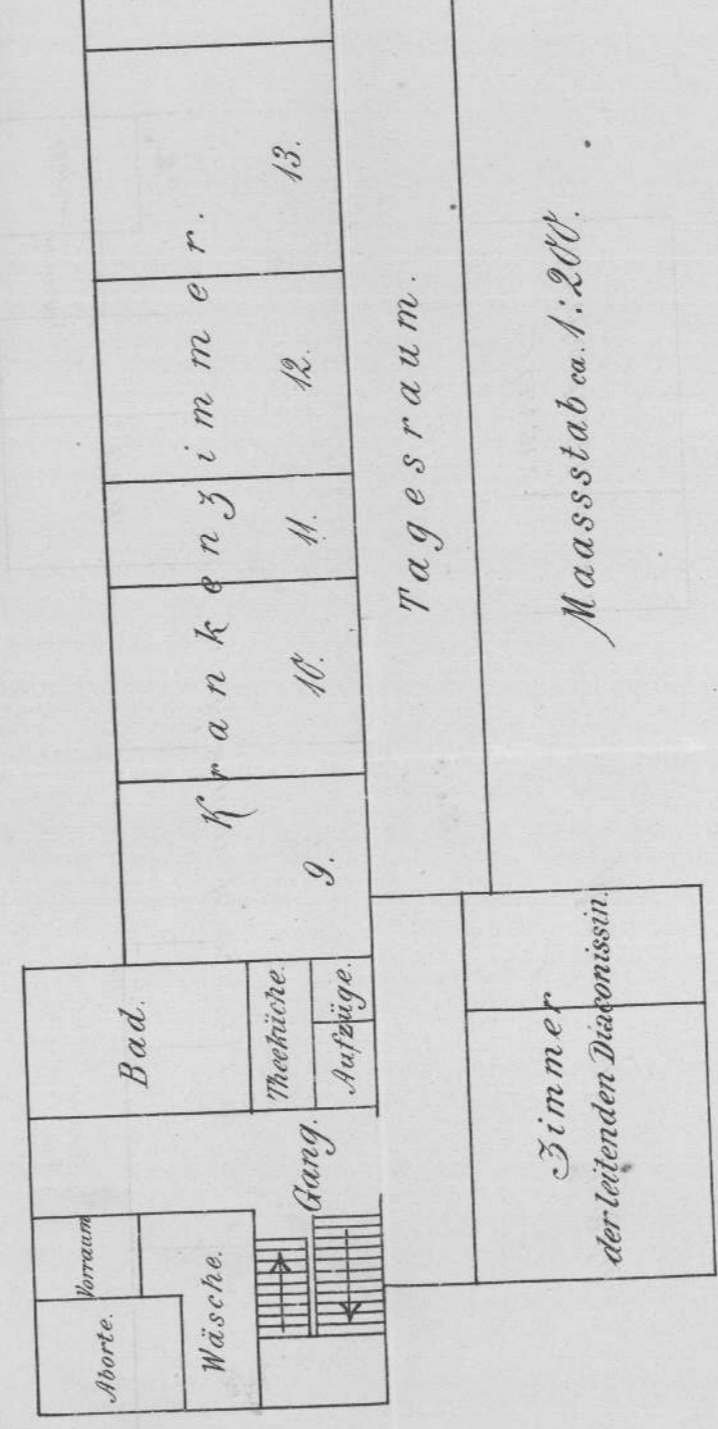 Aborte.
Vorraum
Wäsche.
Gang.
Bad.
Theeküche.
Aufzüge.
Krankenzimmer.
9.
10.
11.
12.
13.
Tagesraum.
Zimmer
der leitenden Diaconissin.
Maassstab ca. 1:200.